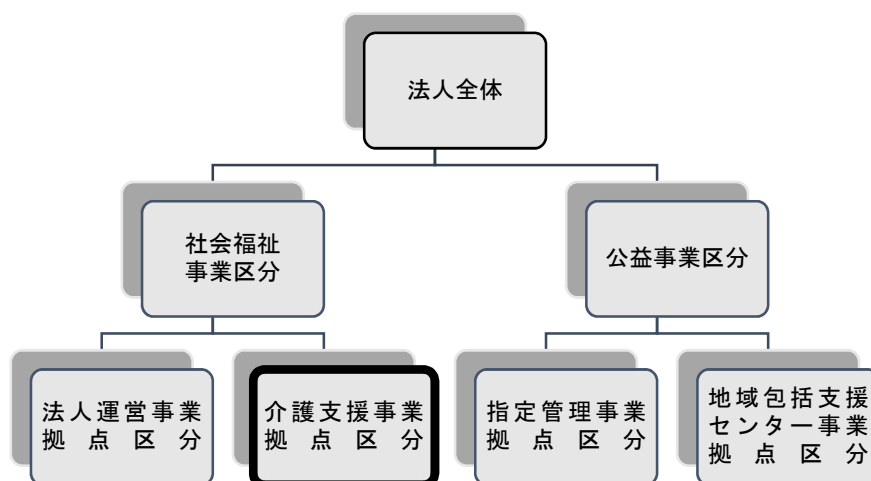 法人全体
社会福祉
事業区分
公益事業区分
法人運営事業
拠点区分
介護支援事業
拠点区分
指定管理事業
拠点区分
地域包括支援
センター事業
拠点区分